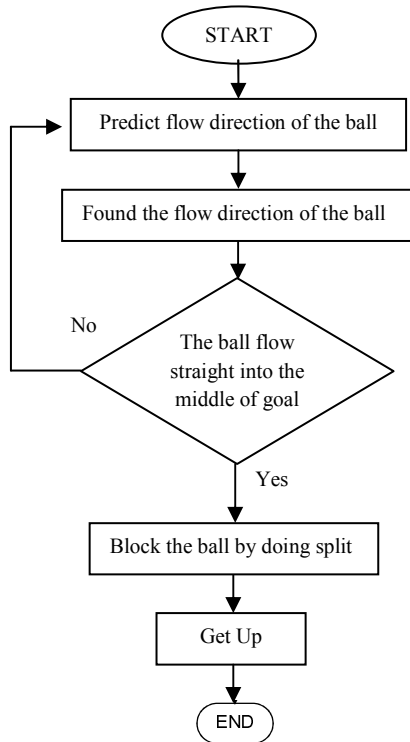 START
Predict flow direction of the ball
Found the flow direction of the ball
No
The ball flow
straight into the
middle of goal
Yes
Block the ball by doing split
Get Up
END